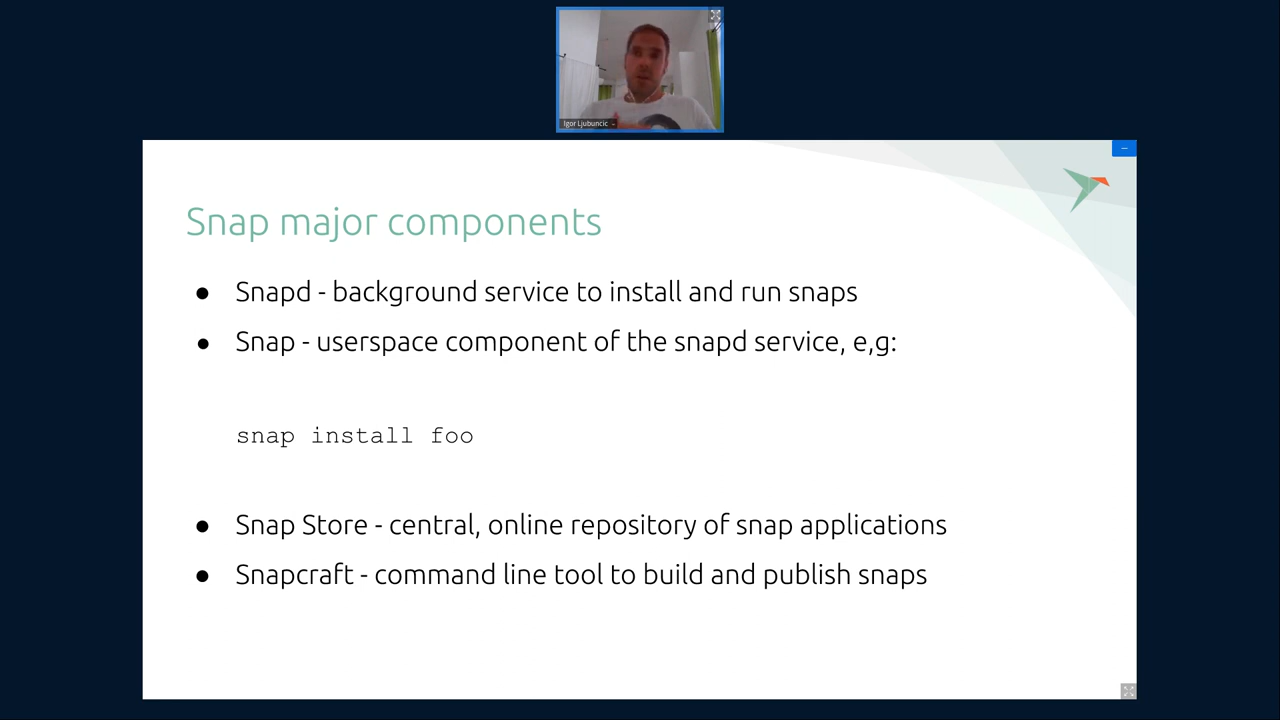 Igor Ljubuncic
Snap major components
● Snapd - background service to install and run snaps
● Snap - userspace component of the snapd service, e,g:
snap install foo
● Snap Store - central, online repository of snap applications
● Snapcraft - command line tool to build and publish snaps